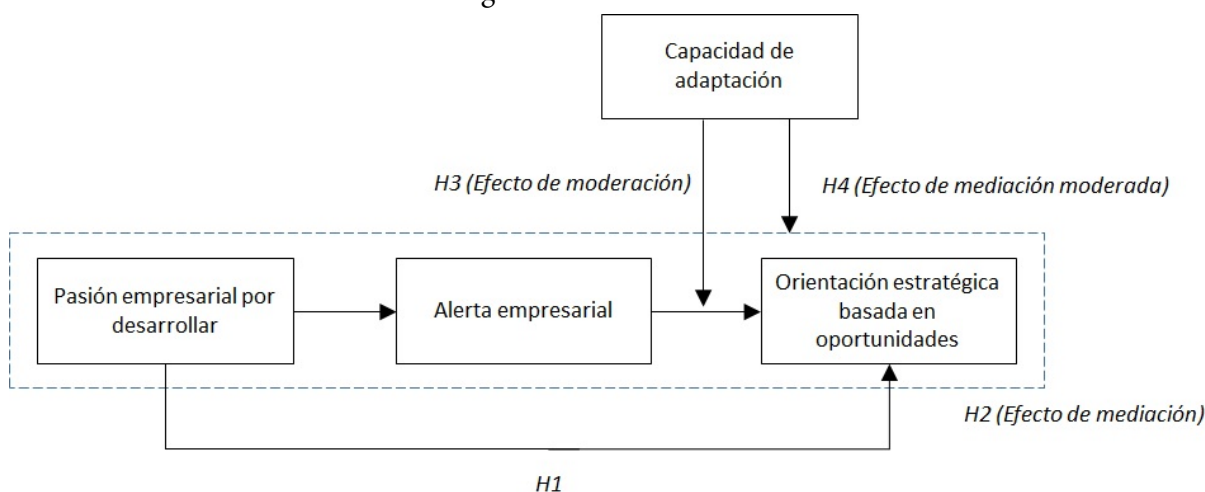 Capacidad de
adaptación
H3 (Efecto de moderación)
H4 (Efecto de mediación moderada)
Pasión empresarial por
desarrollar
Alerta empresarial
Orientación estratégica
basada en
oportunidades
H2 (Efecto de mediación)
H1